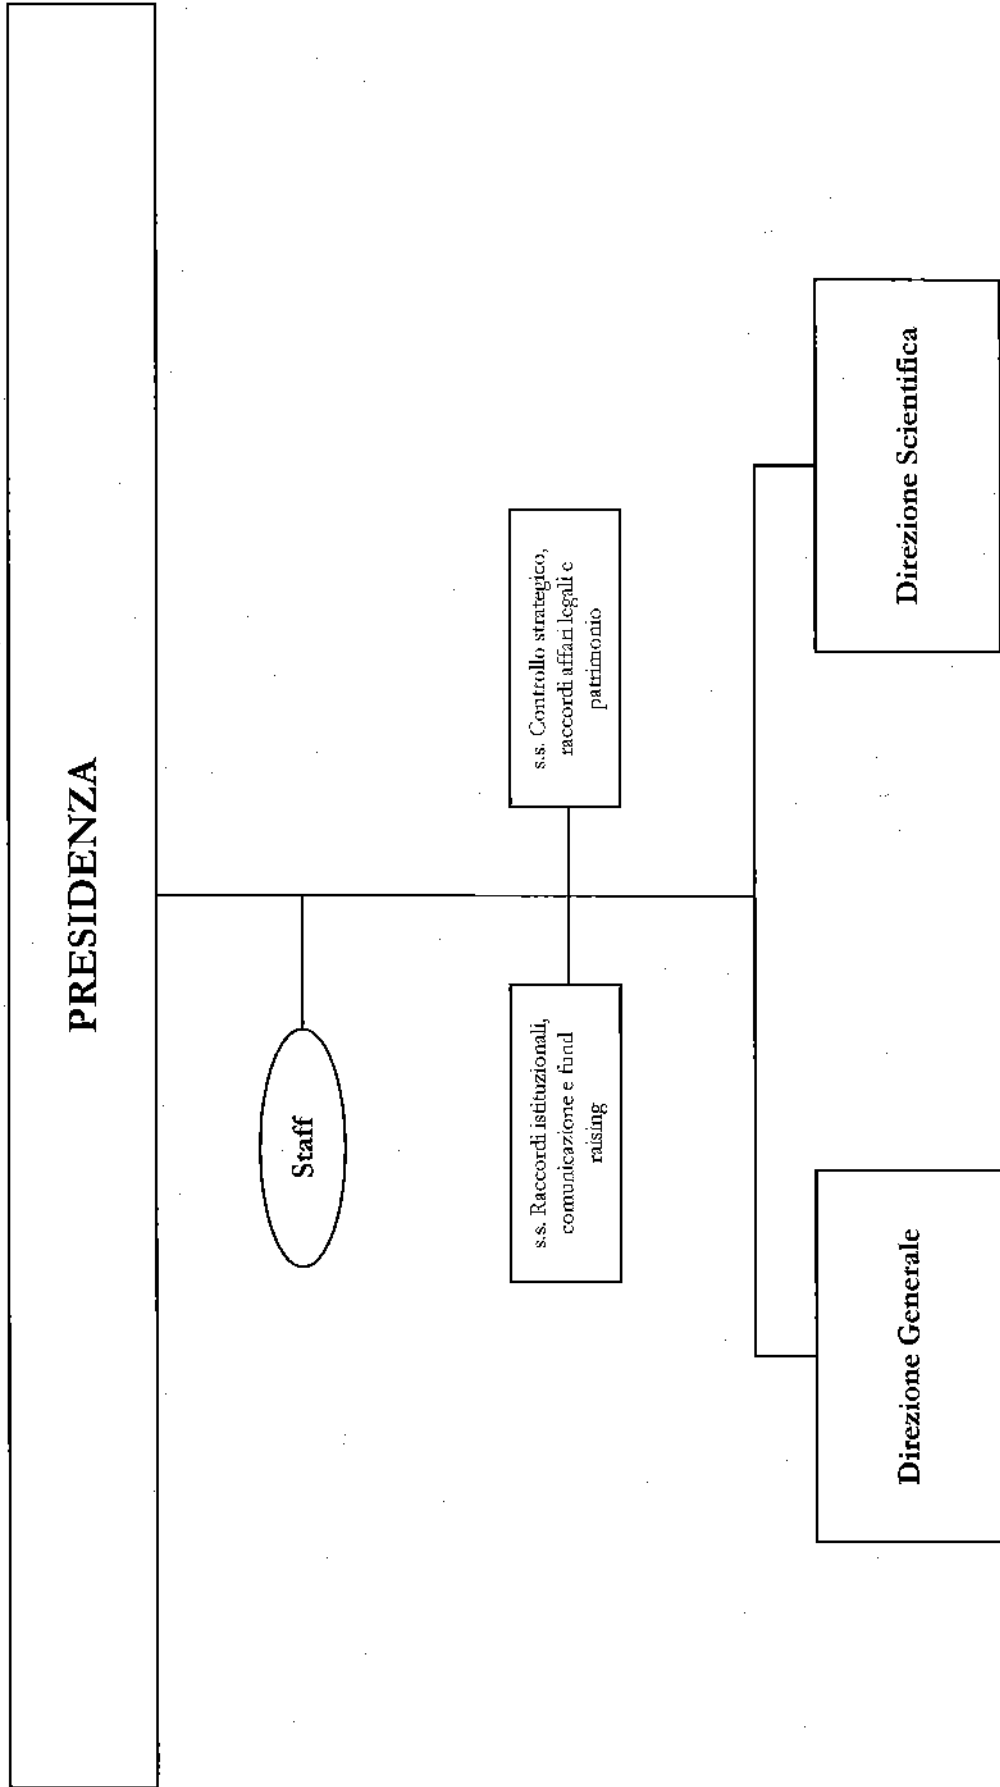 PRESIDENZA
Staff
s.s. Raccordi istituzionali,
comunicazione e fund
raising
s.s. Controllo strategico,
raccordi affari legali e
patrimonio
Direzione Generale
Direzione Scientifica